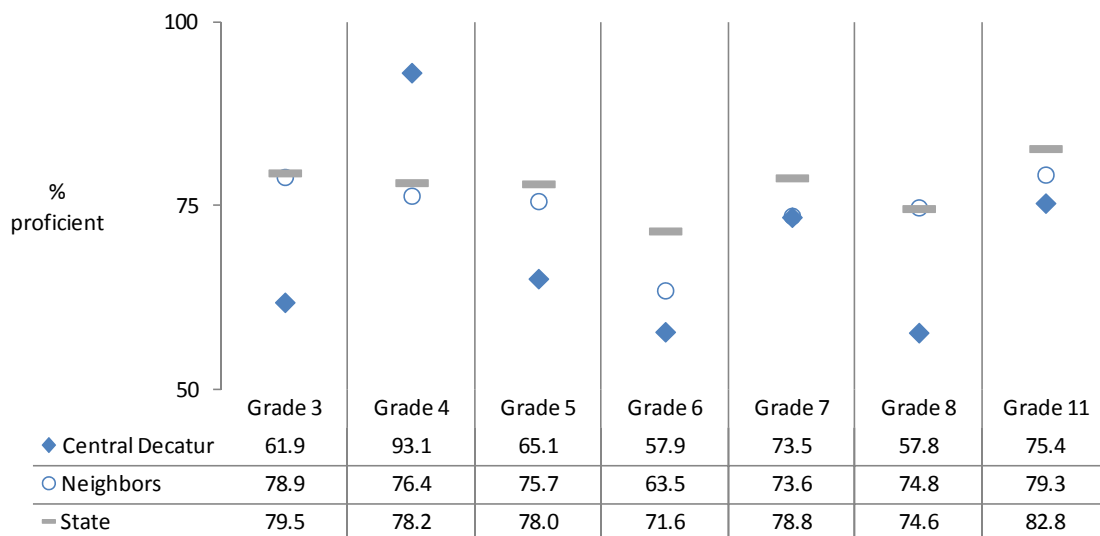 100
75
50
%
proficient
Grade 3 Grade 4 Grade 5 Grade 6 Grade 7 Grade 8 Grade 11
Central Decatur 61.9 93.1 65.1 57.9 73.5 57.8 75.4
Neighbors 78.9 76.4 75.7 63.5 73.6 74.8 79.3
State 79.5 78.2 78.0 71.6 78.8 74.6 82.8